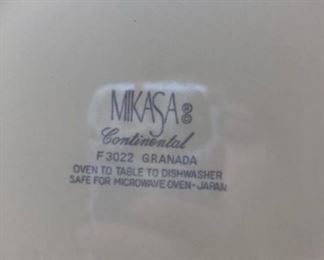 MIKASA®
Continental
F3022 GRANADA
OVEN TO TABLE TO DISHWASHER
SAFE FOR MICROWAVE OVEN-JAPAN